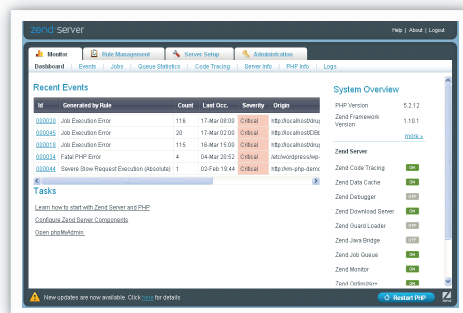 zend server
Help | About | Logout
Monitor
Rule Management
Server Setup
Administration
Dashboard | Events | Jobs | Queue Statistics | Code Tracing | Server Info | PHP Info | Logs
Recent Events
Id Generated by Rule Count Last Occ. Severity Origin
000020 Job Execution Error 116 17-Mar 08:00 Critical http://localhost/drup
000045 Job Execution Error 20 17-Mar 02:00 Critical http://localhost/DBt
000018 Job Execution Error 115 16-Mar 15:00 Critical http://localhost/drup
000034 Fatal PHP Error 4 04-Mar 20:52 Critical /etc/wordpress/wp-
000044 Severe Slow Request Execution (Absolute) 1 02-Feb 19:44 Critical http://vm-php-demo
Tasks
Learn how to start with Zend Server and PHP
Configure Zend Server Components
Open phpMyAdmin
System Overview
PHP Version 5.2.12
Zend Framework Version 1.10.1
more »
Zend Server
Zend Code Tracing ON
Zend Data Cache ON
Zend Debugger OFF
Zend Download Server ON
Zend Guard Loader OFF
Zend Java Bridge OFF
Zend Job Queue ON
Zend Monitor ON
Zend Optimizer+ ON
New updates are now available. Click here for details
Restart PHP